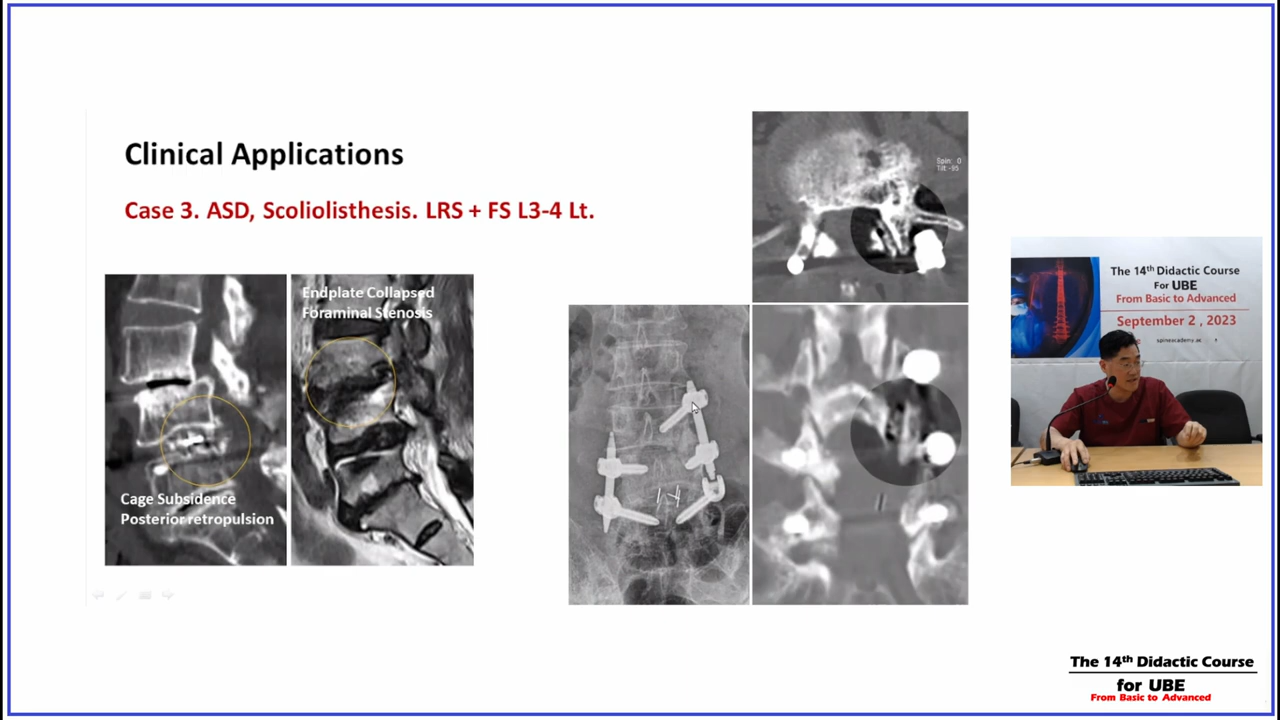 Clinical Applications
Case 3. ASD, Scoliolisthesis. LRS + FS L3-4 Lt.
Endplate Collapsed
Foraminal Stenosis
Cage Subsidence
Posterior retropulsion
Spin: 0
Tilt: -95
The 14th Didactic Course
For UBE
From Basic to Advanced
September 2 , 2023
The 14th Didactic Course
for UBE
From Basic to Advanced